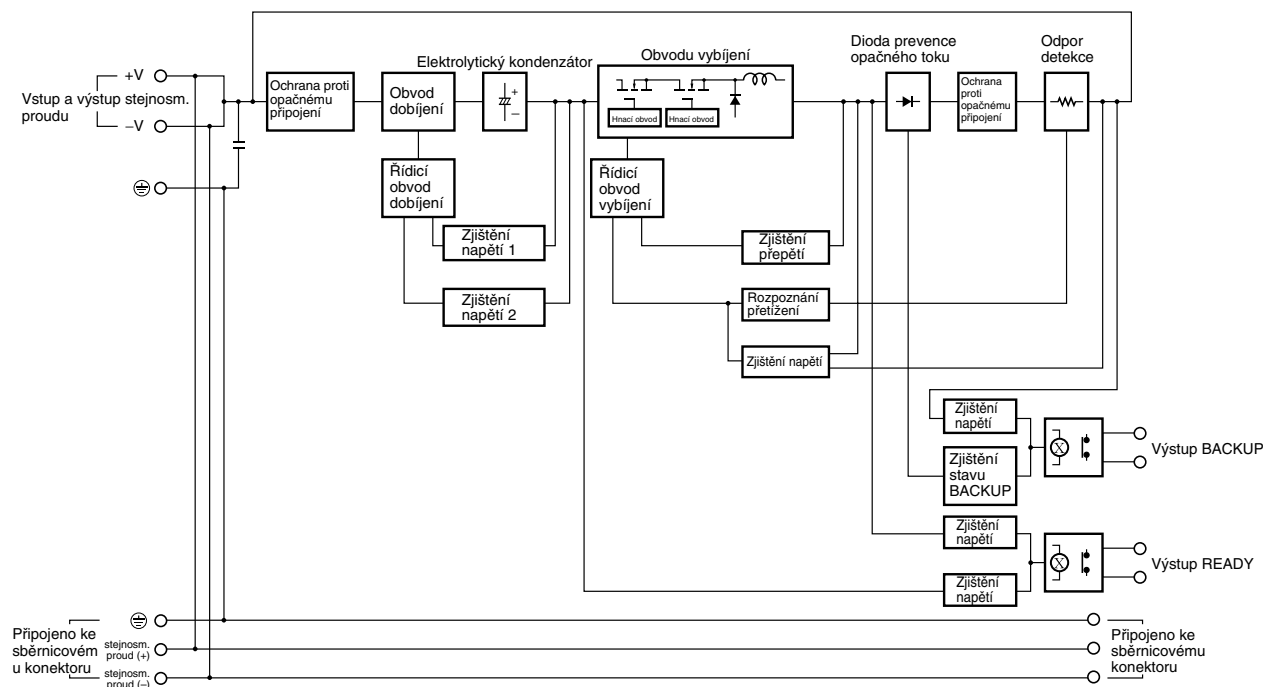 +V
Vstup a výstup stejnosm.
proudu
−V
Ochrana proti
opačnému
připojení
Obvod
dobíjení
Elektrolytický kondenzátor
+
−
Obvodu vybíjení
Hnací obvod
Hnací obvod
Dioda prevence
opačného toku
Ochrana
proti
opačnému
připojení
Odpor
detekce
Řídicí
obvod
dobíjení
Řídicí
obvod
vybíjení
Zjištění
napětí 1
Zjištění
napětí 2
Zjištění
přepětí
Rozpoznání
přetížení
Zjištění napětí
Zjištění
napětí
Zjištění
stavu
BACKUP
X
Výstup BACKUP
Zjištění
napětí
Zjištění
napětí
X
Výstup READY
Připojeno ke
sběrnicovém
u konektoru
stejnosm.
proud (+)
stejnosm.
proud (−)
Připojeno ke
sběrnicovému
konektoru